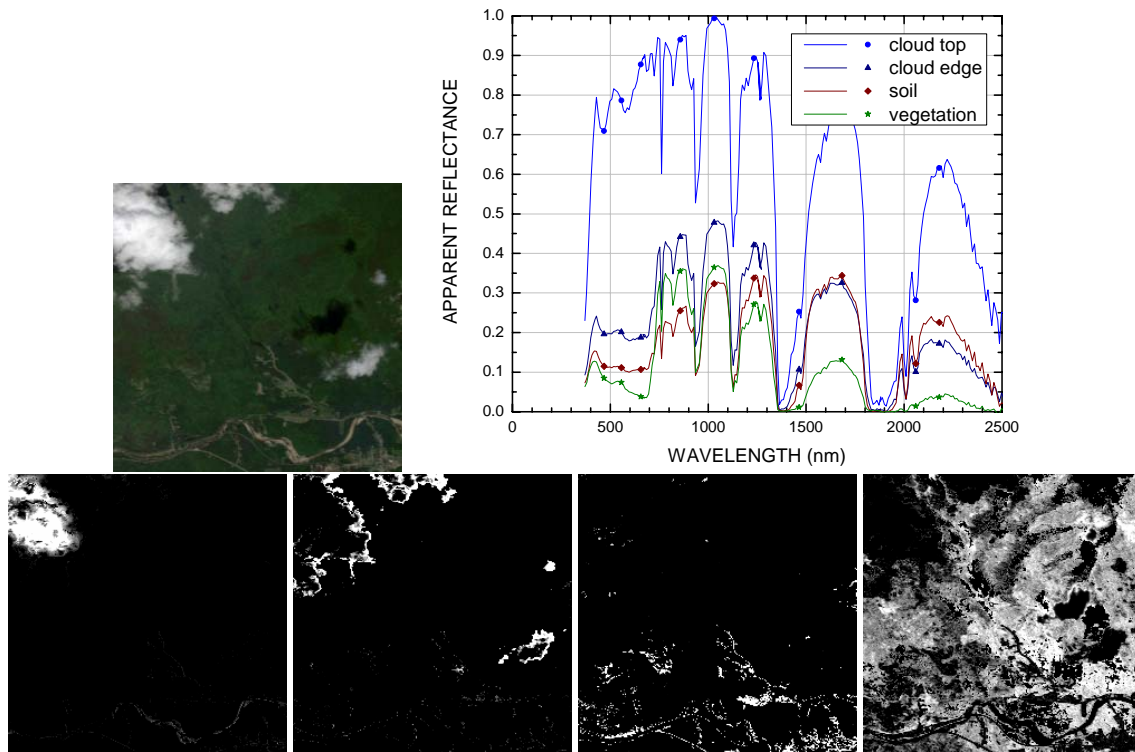 1.0
0.9
0.8
0.7
0.6
0.5
0.4
0.3
0.2
0.1
0.0
APPARENT REFLECTANCE
cloud top
cloud edge
soil
vegetation
0 500 1000 1500 2000 2500
WAVELENGTH (nm)